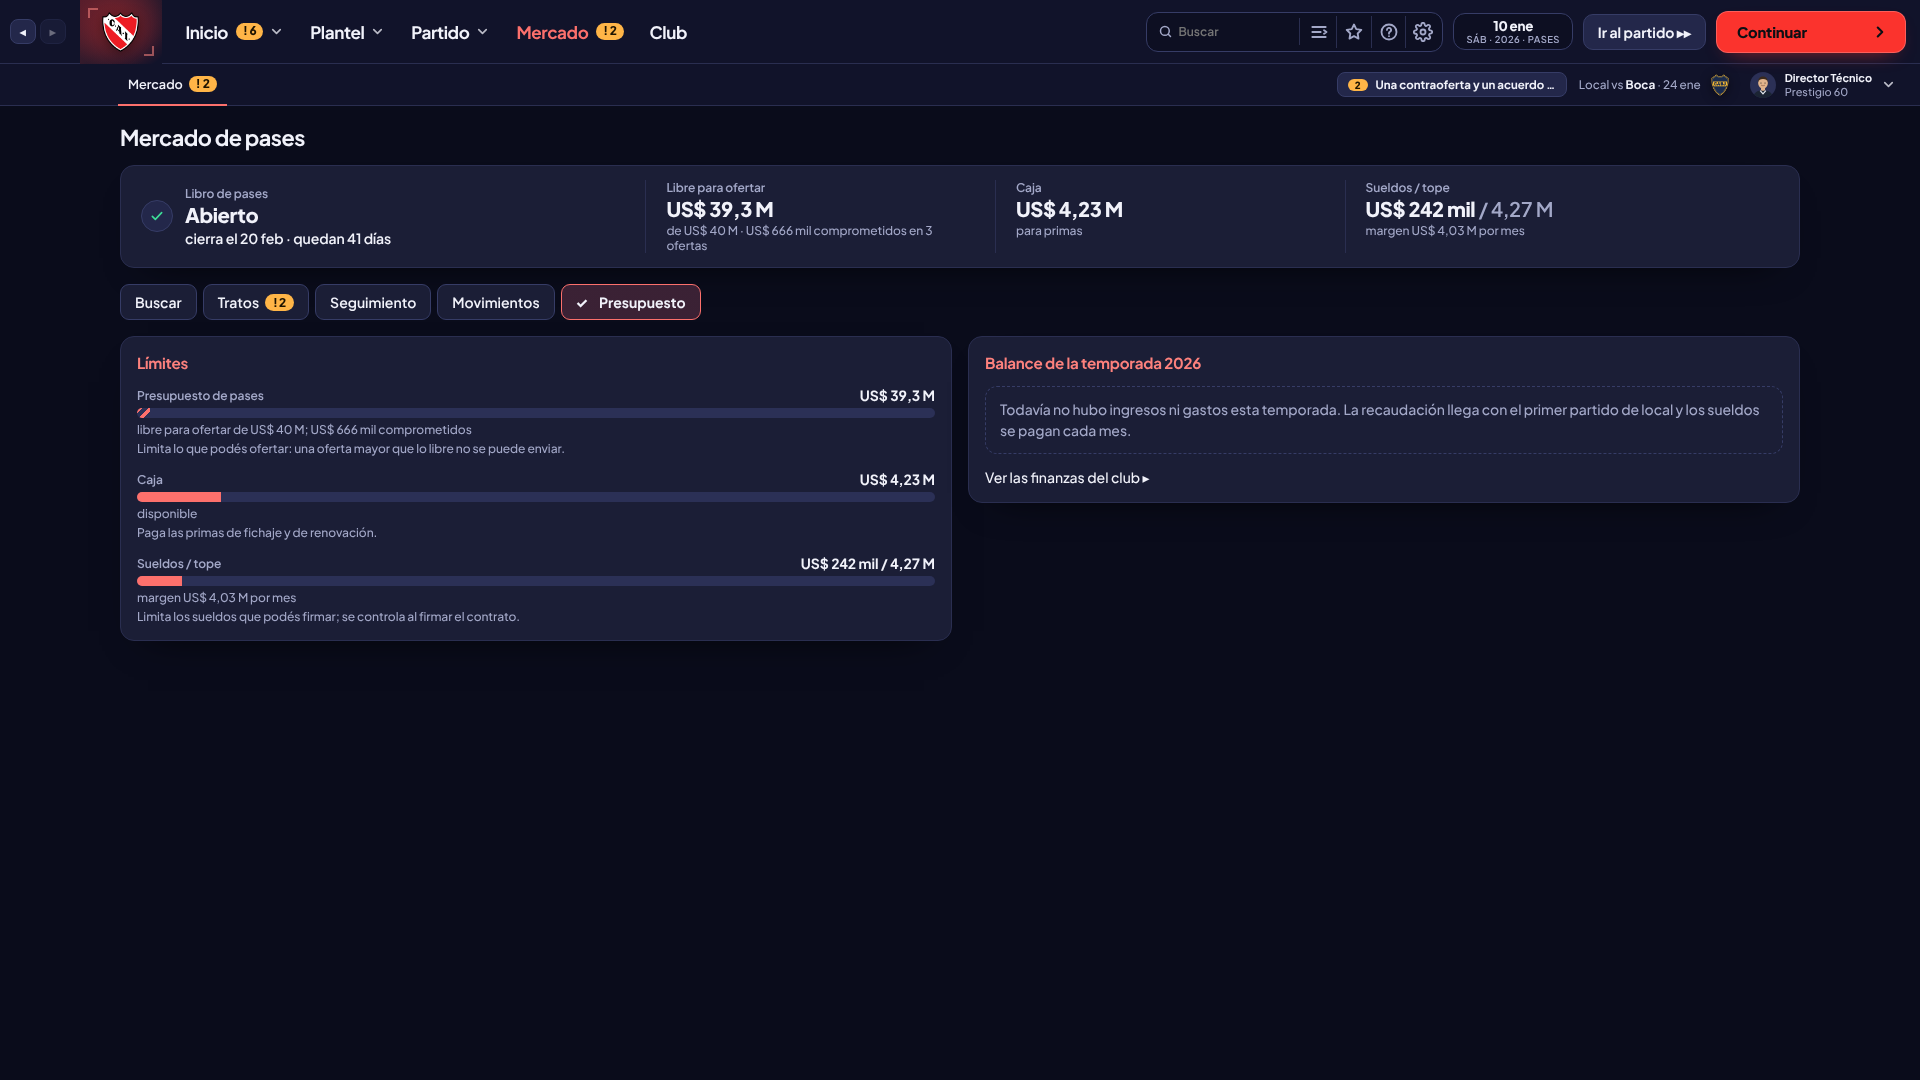 Inicio !6
Plantel
Partido
Mercado !2
Club
Buscar
10 ene
SÁB · 2026 · PASES
Ir al partido ▸▸
Continuar
Mercado !2
2 Una contraoferta y un acuerdo ...
Local vs Boca · 24 ene
Director Técnico
Prestigio 60
Mercado de pases
Libro de pases
Abierto
cierra el 20 feb · quedan 41 días
Libre para ofertar
US$ 39,3 M
de US$ 40 M · US$ 666 mil comprometidos en 3
ofertas
Caja
US$ 4,23 M
para primas
Sueldos / tope
US$ 242 mil / 4,27 M
margen US$ 4,03 M por mes
Buscar
Tratos !2
Seguimiento
Movimientos
Presupuesto
Límites
Presupuesto de pases US$ 39,3 M
libre para ofertar de US$ 40 M; US$ 666 mil comprometidos
Limita lo que podés ofertar: una oferta mayor que lo libre no se puede enviar.
Caja US$ 4,23 M
disponible
Paga las primas de fichaje y de renovación.
Sueldos / tope US$ 242 mil / 4,27 M
margen US$ 4,03 M por mes
Limita los sueldos que podés firmar; se controla al firmar el contrato.
Balance de la temporada 2026
Todavía no hubo ingresos ni gastos esta temporada. La recaudación llega con el primer partido de local y los sueldos
se pagan cada mes.
Ver las finanzas del club ▸